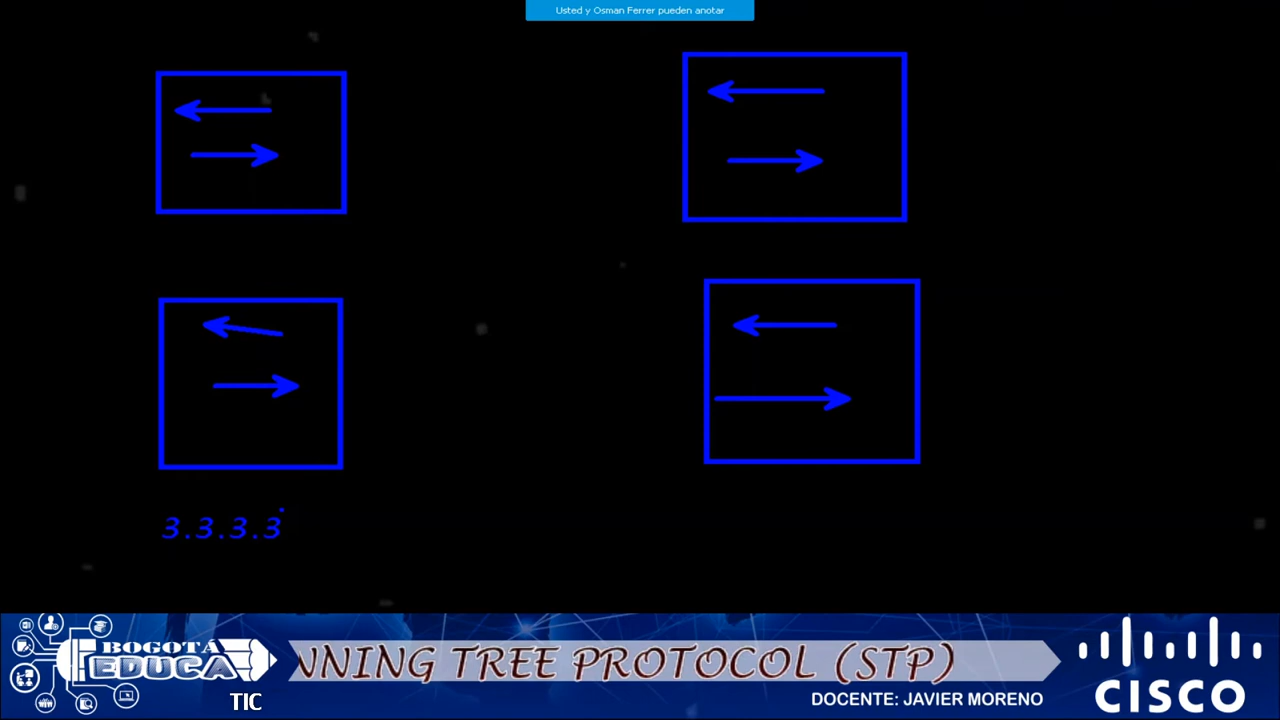 Usted y Osman Ferrer pueden anotar
3.3.3.3
BOGOTÁ
EDUCA
TIC
NNING TREE PROTOCOL (STP)
DOCENTE: JAVIER MORENO
CISCO